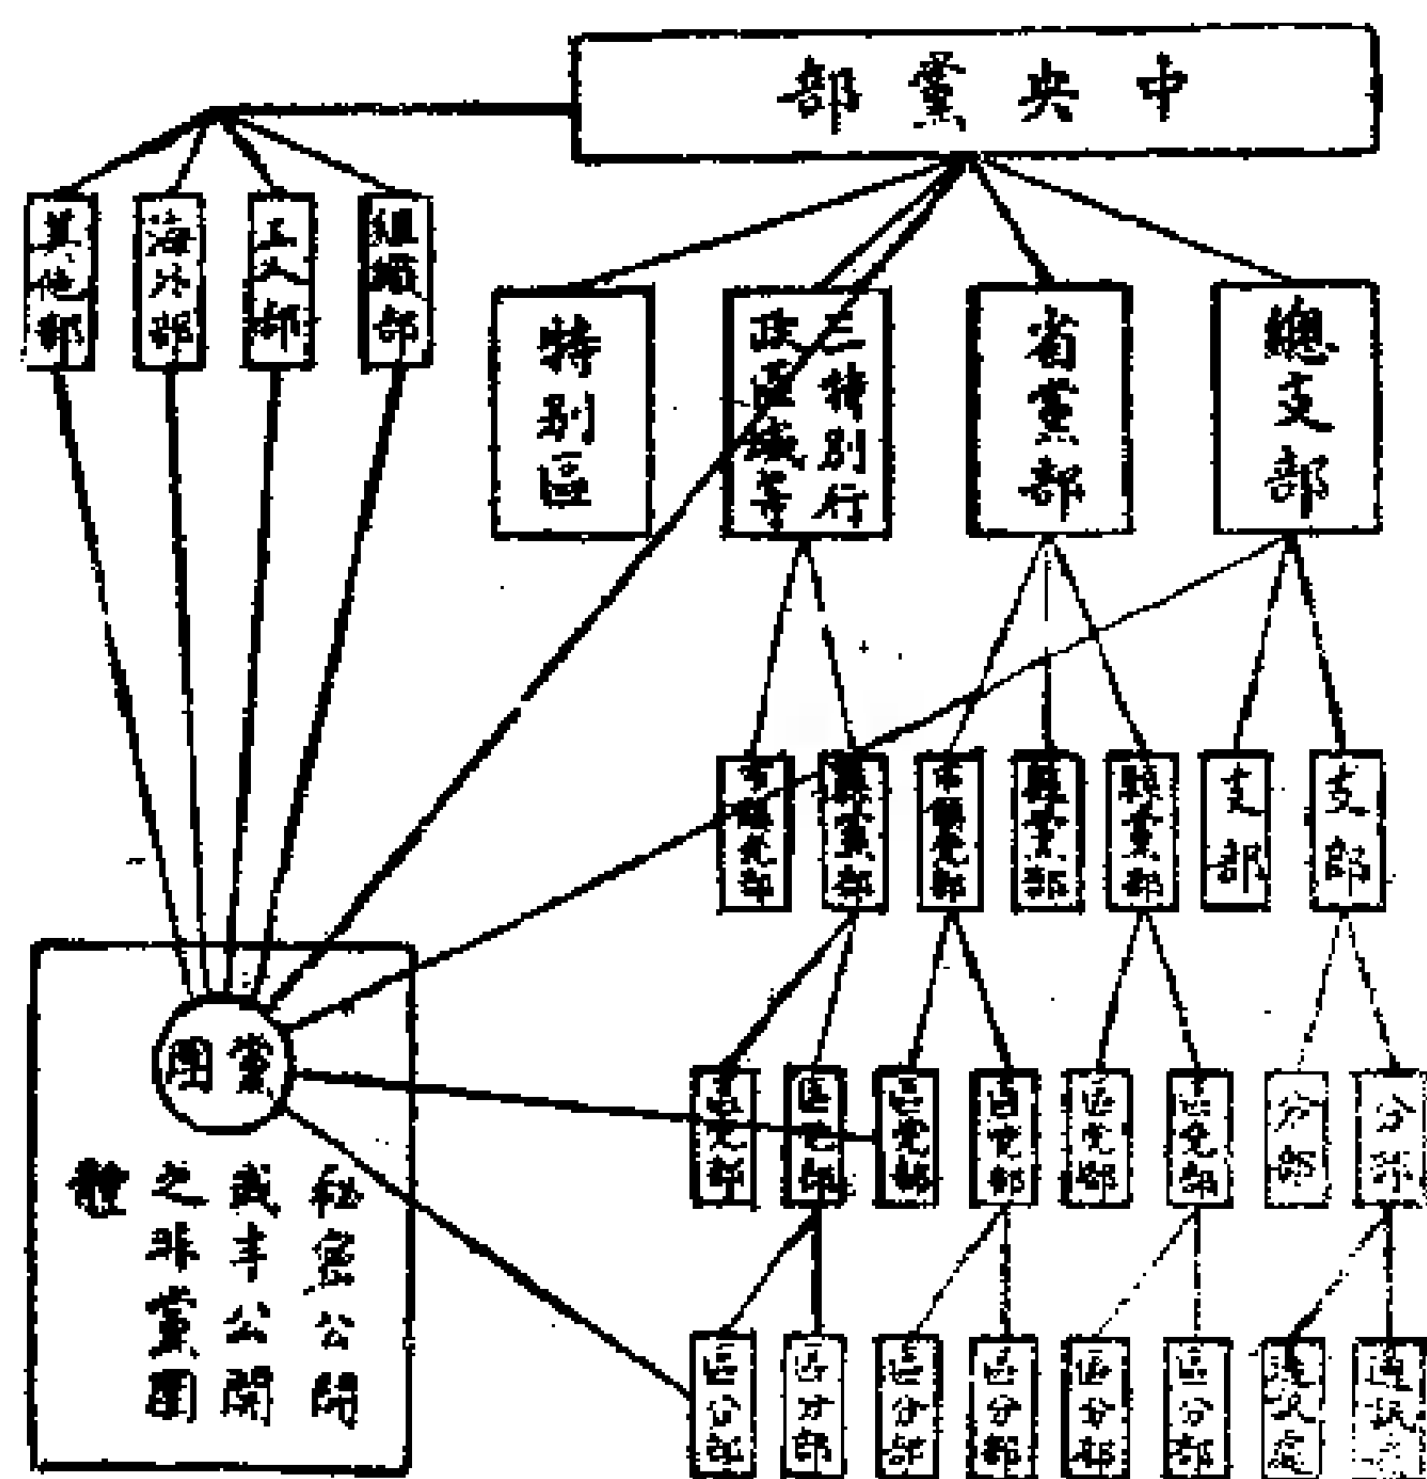 中央黨部
組織部
工人部
海外部
其他部
總支部
省黨部
三特別行
政區域等
特別區
支部
支部
縣黨部
縣黨部
市黨部
縣黨部
市黨部
分部
分部
區黨部
區黨部
區黨部
區黨部
區黨部
區黨部
區分部
區分部
區分部
區分部
區分部
區分部
黨團
公開
或半公開
之非黨團
體